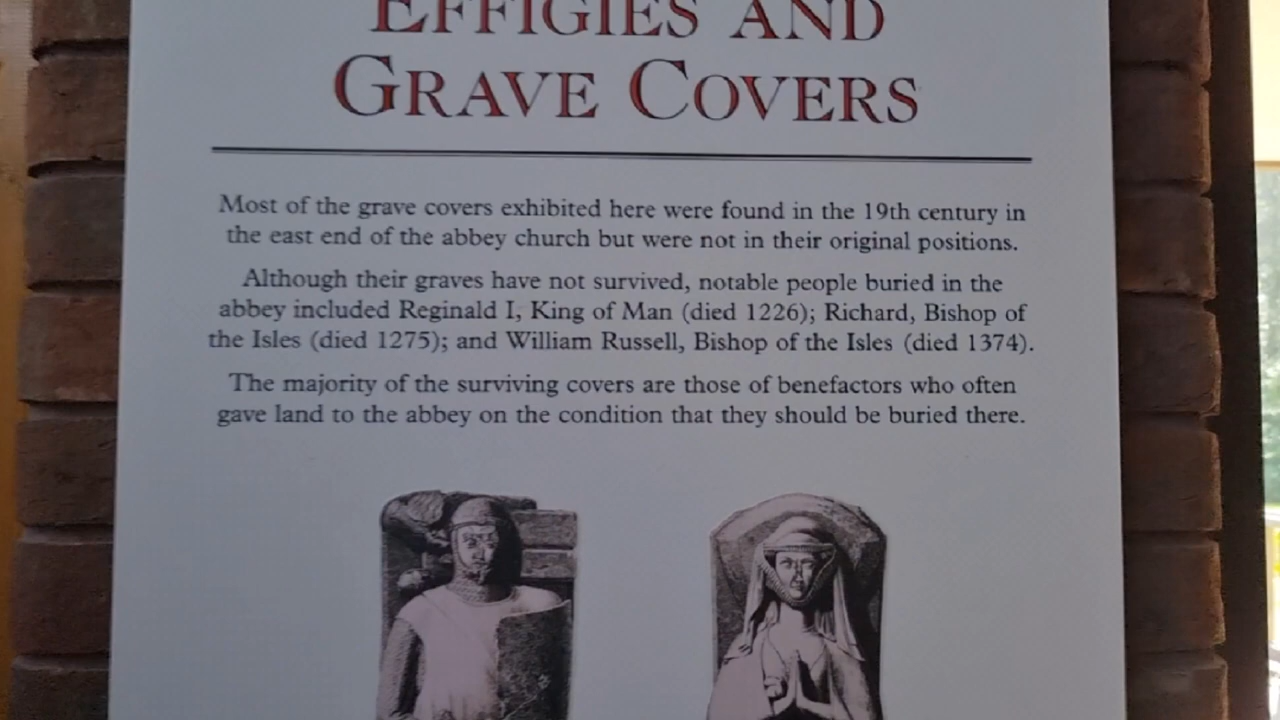 EFFIGIES AND
GRAVE COVERS
Most of the grave covers exhibited here were found in the 19th century in
the east end of the abbey church but were not in their original positions.
Although their graves have not survived, notable people buried in the
abbey included Reginald I, King of Man (died 1226); Richard, Bishop of
the Isles (died 1275); and William Russell, Bishop of the Isles (died 1374).
The majority of the surviving covers are those of benefactors who often
gave land to the abbey on the condition that they should be buried there.